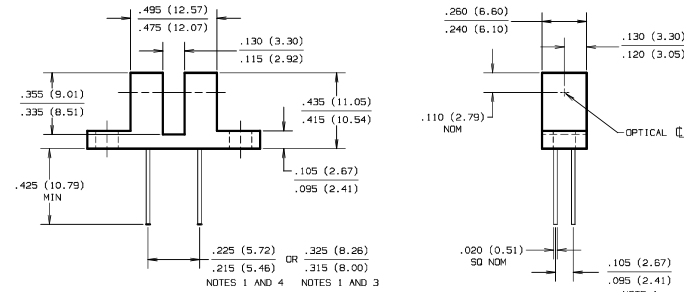 .495 (12.57)
.475 (12.07)
.130 (3.30)
.115 (2.92)
.355 (9.01)
.335 (8.51)
.435 (11.05)
.415 (10.54)
.105 (2.67)
.095 (2.41)
.425 (10.79)
MIN
.225 (5.72) OR .325 (8.26)
.215 (5.46) .315 (8.00)
NOTES 1 AND 4 NOTES 1 AND 3
.260 (6.60)
.240 (6.10)
.130 (3.30)
.120 (3.05)
.110 (2.79)
NOM
OPTICAL ℄
.020 (0.51)
SQ NOM
.105 (2.67)
.095 (2.41)